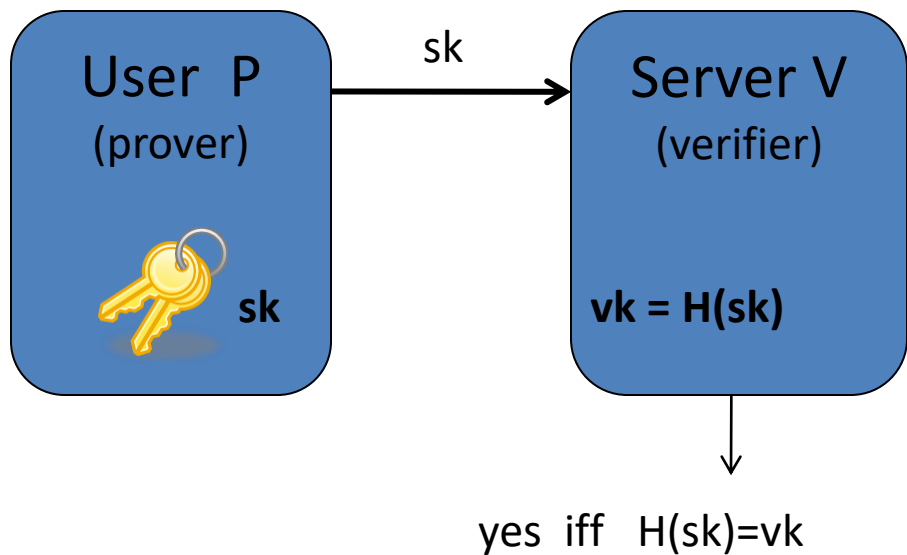 User P
(prover)
sk
sk
Server V
(verifier)
vk = H(sk)
yes iff H(sk)=vk